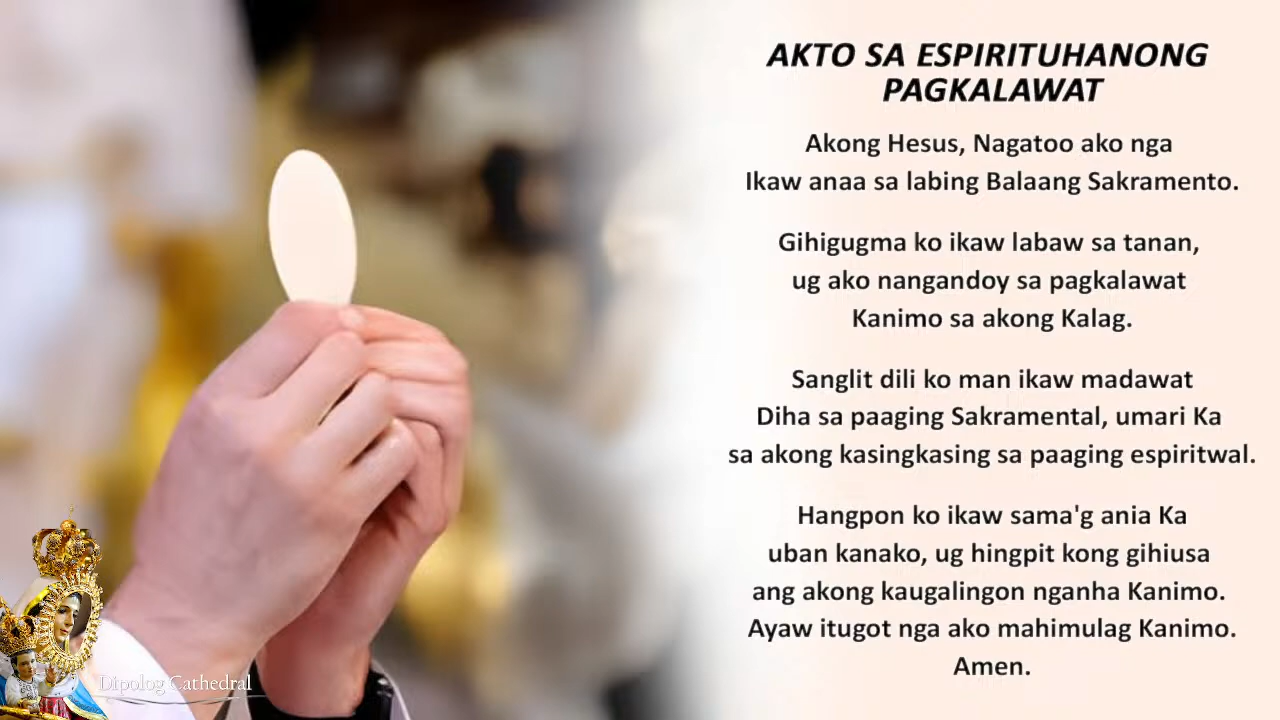 AKTO SA ESPIRITUHANONG
PAGKALAWAT
Akong Hesus, Nagatoo ako nga
Ikaw anaa sa labing Balaang Sakramento.
Gihigugma ko ikaw labaw sa tanan,
ug ako nangandoy sa pagkalawat
Kanimo sa akong Kalag.
Sanglit dili ko man ikaw madawat
Diha sa paaging Sakramental, umari Ka
sa akong kasingkasing sa paaging espiritwal.
Hangpon ko ikaw sama'g ania Ka
uban kanako, ug hingpit kong gihiusa
ang akong kaugalingon nganha Kanimo.
Ayaw itugot nga ako mahimulag Kanimo.
Amen.
Dipolog Cathedral